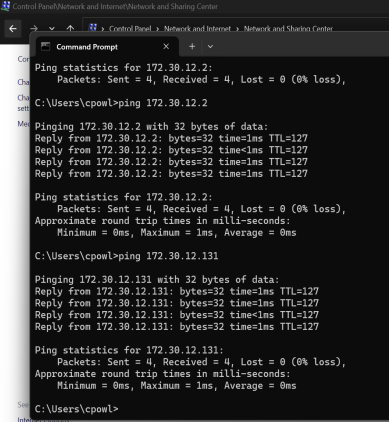 Control Panel\Network and Internet\Network and Sharing Center
Control Panel > Network and Internet > Network and Sharing Center
Command Prompt
Ping statistics for 172.30.12.2:
    Packets: Sent = 4, Received = 4, Lost = 0 (0% loss),
C:\Users\cpowl>ping 172.30.12.2
Pinging 172.30.12.2 with 32 bytes of data:
Reply from 172.30.12.2: bytes=32 time=1ms TTL=127
Reply from 172.30.12.2: bytes=32 time<1ms TTL=127
Reply from 172.30.12.2: bytes=32 time=1ms TTL=127
Reply from 172.30.12.2: bytes=32 time=1ms TTL=127
Ping statistics for 172.30.12.2:
    Packets: Sent = 4, Received = 4, Lost = 0 (0% loss),
Approximate round trip times in milli-seconds:
    Minimum = 0ms, Maximum = 1ms, Average = 0ms
C:\Users\cpowl>ping 172.30.12.131
Pinging 172.30.12.131 with 32 bytes of data:
Reply from 172.30.12.131: bytes=32 time=1ms TTL=127
Reply from 172.30.12.131: bytes=32 time=1ms TTL=127
Reply from 172.30.12.131: bytes=32 time<1ms TTL=127
Reply from 172.30.12.131: bytes=32 time=1ms TTL=127
Ping statistics for 172.30.12.131:
    Packets: Sent = 4, Received = 4, Lost = 0 (0% loss),
Approximate round trip times in milli-seconds:
    Minimum = 0ms, Maximum = 1ms, Average = 0ms
C:\Users\cpowl>